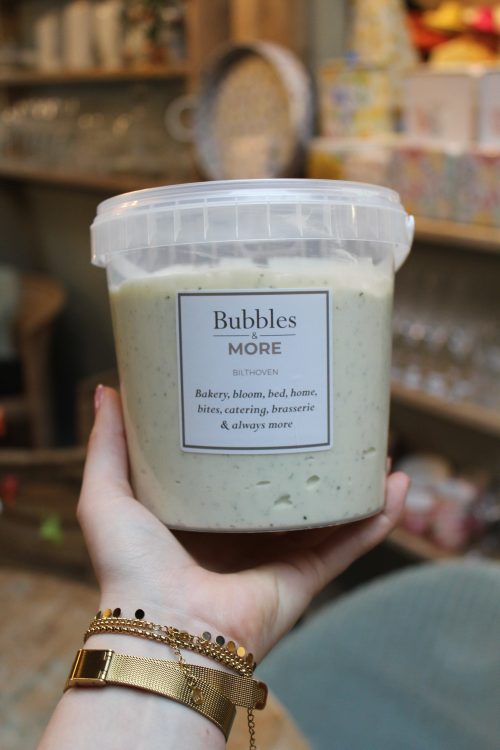 Bubbles
&
MORE
BILTHOVEN
Bakery, bloom, bed, home,
bites, catering, brasserie
& always more